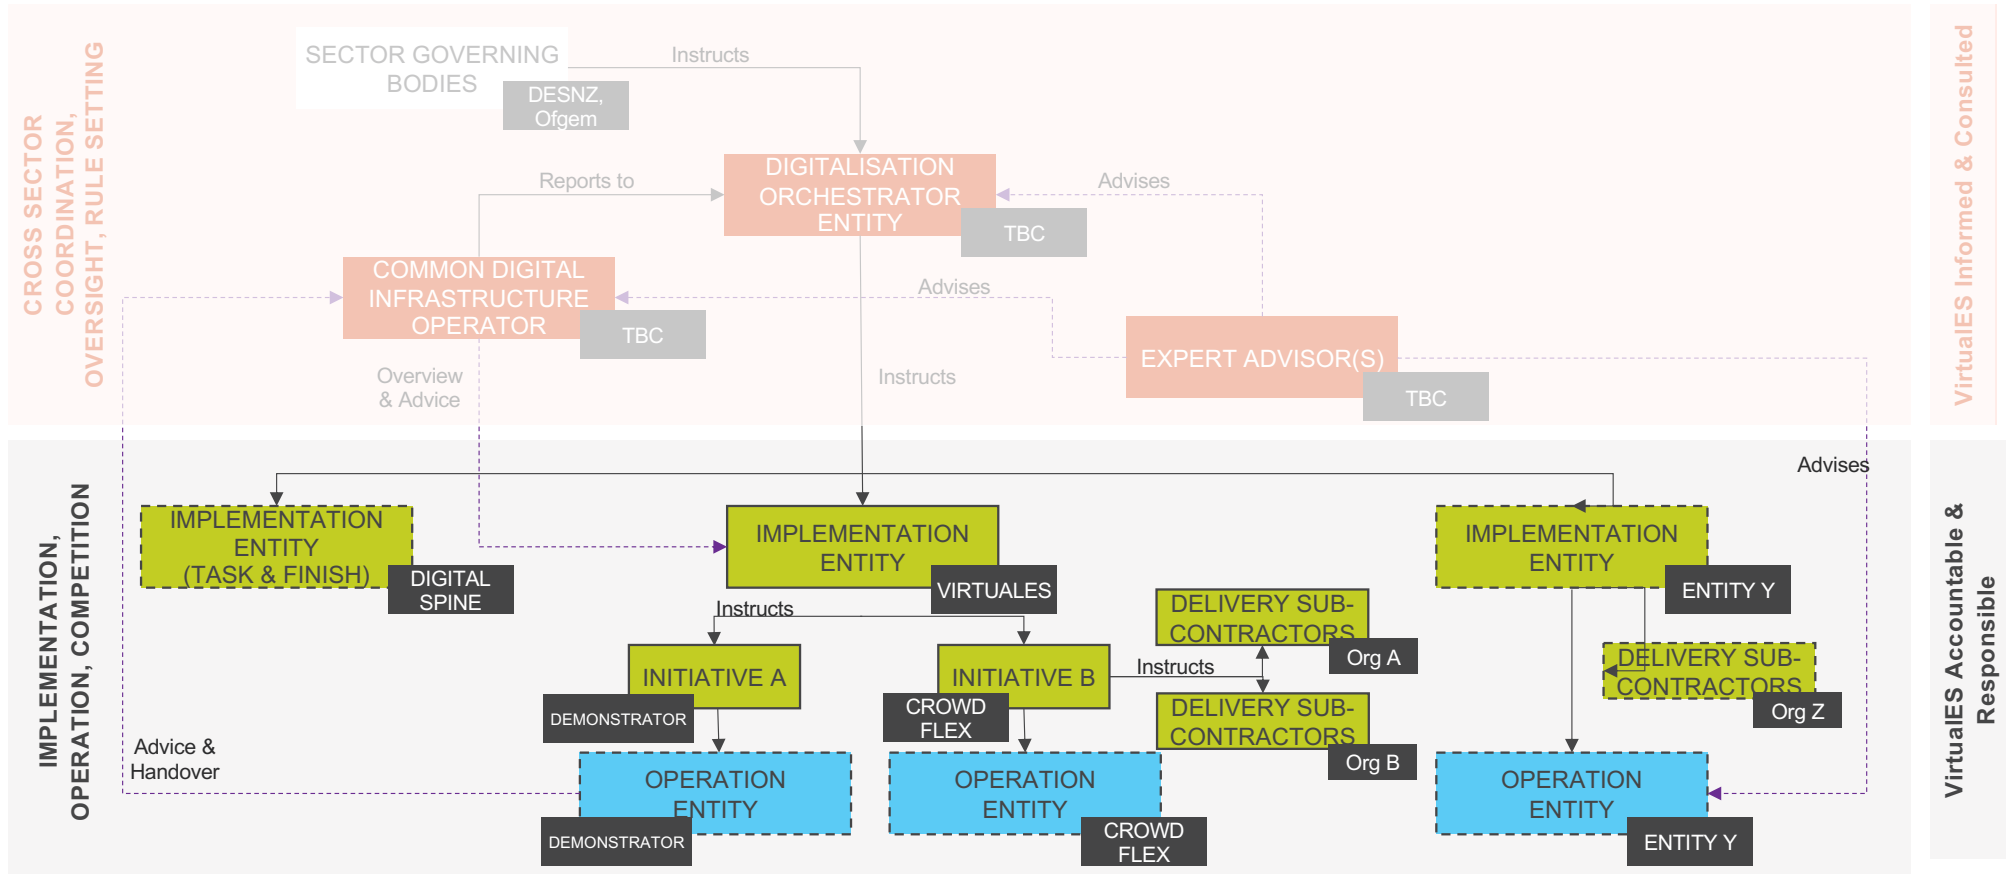 CROSS SECTOR
COORDINATION,
OVERSIGHT, RULE SETTING
SECTOR GOVERNING
BODIES
DESNZ,
Ofgem
Instructs
DIGITALISATION
ORCHESTRATOR
ENTITY
TBC
Reports to
Advises
COMMON DIGITAL
INFRASTRUCTURE
OPERATOR
TBC
Advises
EXPERT ADVISOR(S)
TBC
Overview
& Advice
Instructs
VirtualES Informed & Consulted
IMPLEMENTATION,
OPERATION, COMPETITION
Advises
IMPLEMENTATION
ENTITY
(TASK & FINISH)
DIGITAL
SPINE
IMPLEMENTATION
ENTITY
VIRTUALES
IMPLEMENTATION
ENTITY
ENTITY Y
Instructs
INITIATIVE A
DEMONSTRATOR
INITIATIVE B
CROWD
FLEX
Instructs
DELIVERY SUB-
CONTRACTORS
Org A
DELIVERY SUB-
CONTRACTORS
Org B
DELIVERY SUB-
CONTRACTORS
Org Z
Advice &
Handover
OPERATION
ENTITY
DEMONSTRATOR
OPERATION
ENTITY
CROWD
FLEX
OPERATION
ENTITY
ENTITY Y
VirtualES Accountable &
Responsible